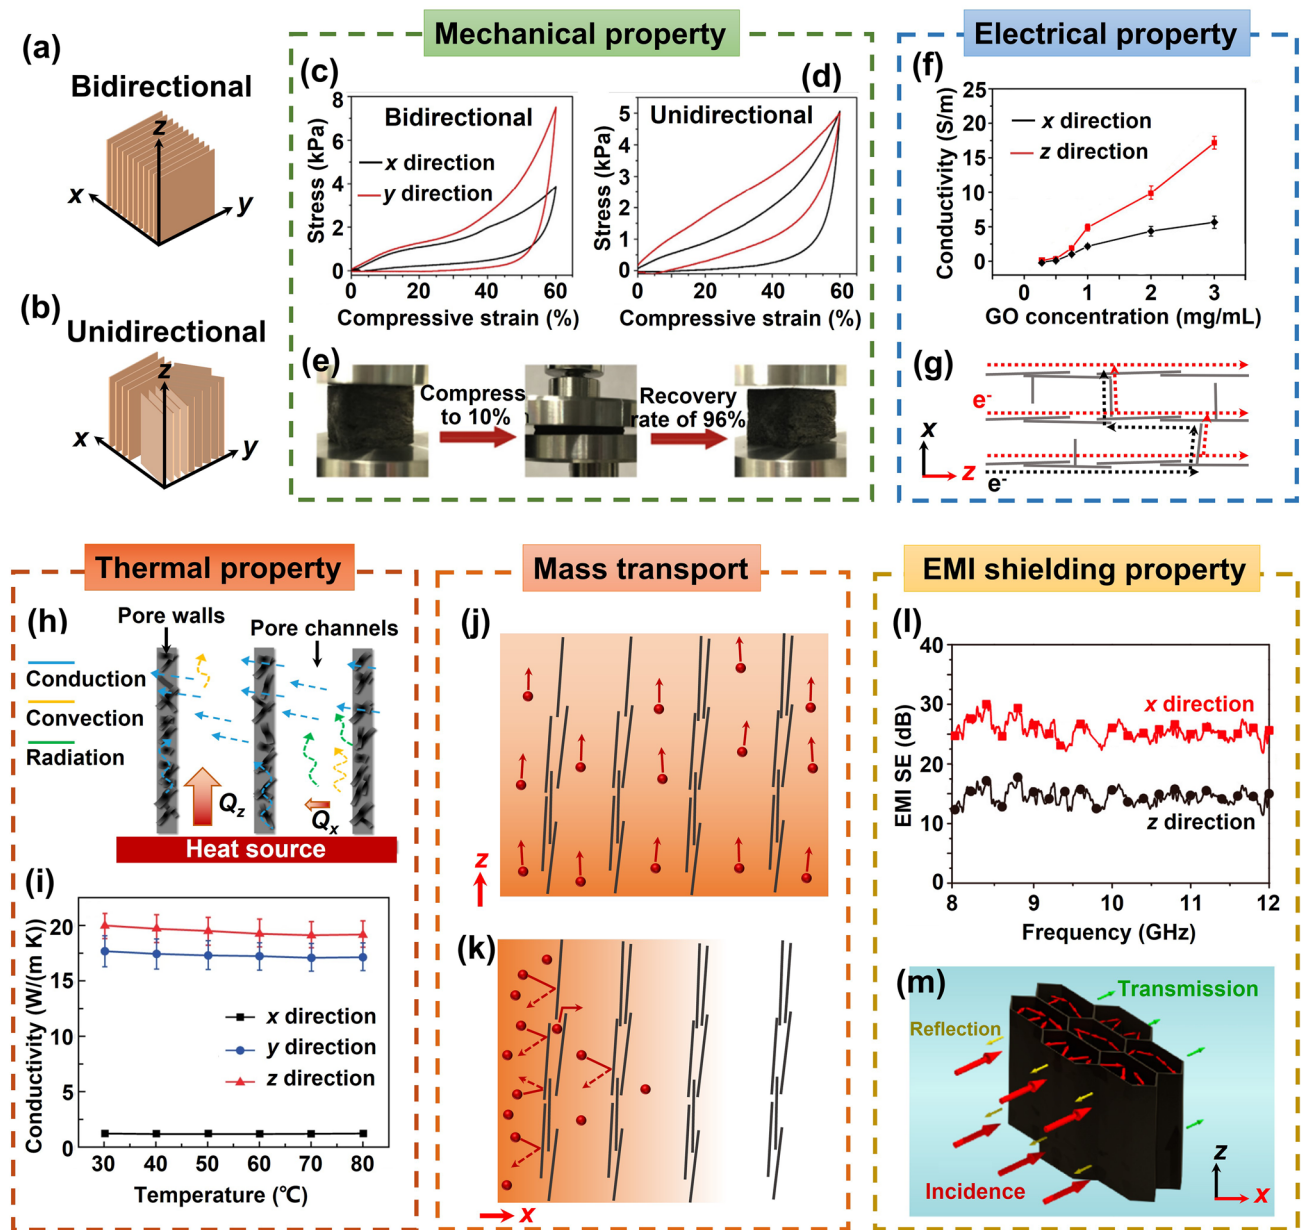 (a)
Bidirectional
z
x
y
(b)
Unidirectional
z
x
y
Mechanical property
(c)
8
6
4
2
0
Stress (kPa)
Bidirectional
x direction
y direction
0
20
40
60
Compressive strain (%)
(d)
5
4
3
2
1
0
Stress (kPa)
Unidirectional
0
20
40
60
Compressive strain (%)
(e)
Compress
to 10%
Recovery
rate of 96%
Electrical property
(f)
25
20
15
10
5
0
Conductivity (S/m)
x direction
z direction
0
1
2
3
GO concentration (mg/mL)
(g)
e-
x
z
e-
Thermal property
(h)
Pore walls
Pore channels
Conduction
Convection
Radiation
Qz
Qx
Heat source
(i)
20
15
10
5
0
Conductivity (W/(m K))
x direction
y direction
z direction
30
40
50
60
70
80
Temperature (℃)
Mass transport
(j)
z
(k)
x
EMI shielding property
(l)
40
30
20
10
0
EMI SE (dB)
x direction
z direction
8
9
10
11
12
Frequency (GHz)
(m)
Transmission
Reflection
Incidence
z
x